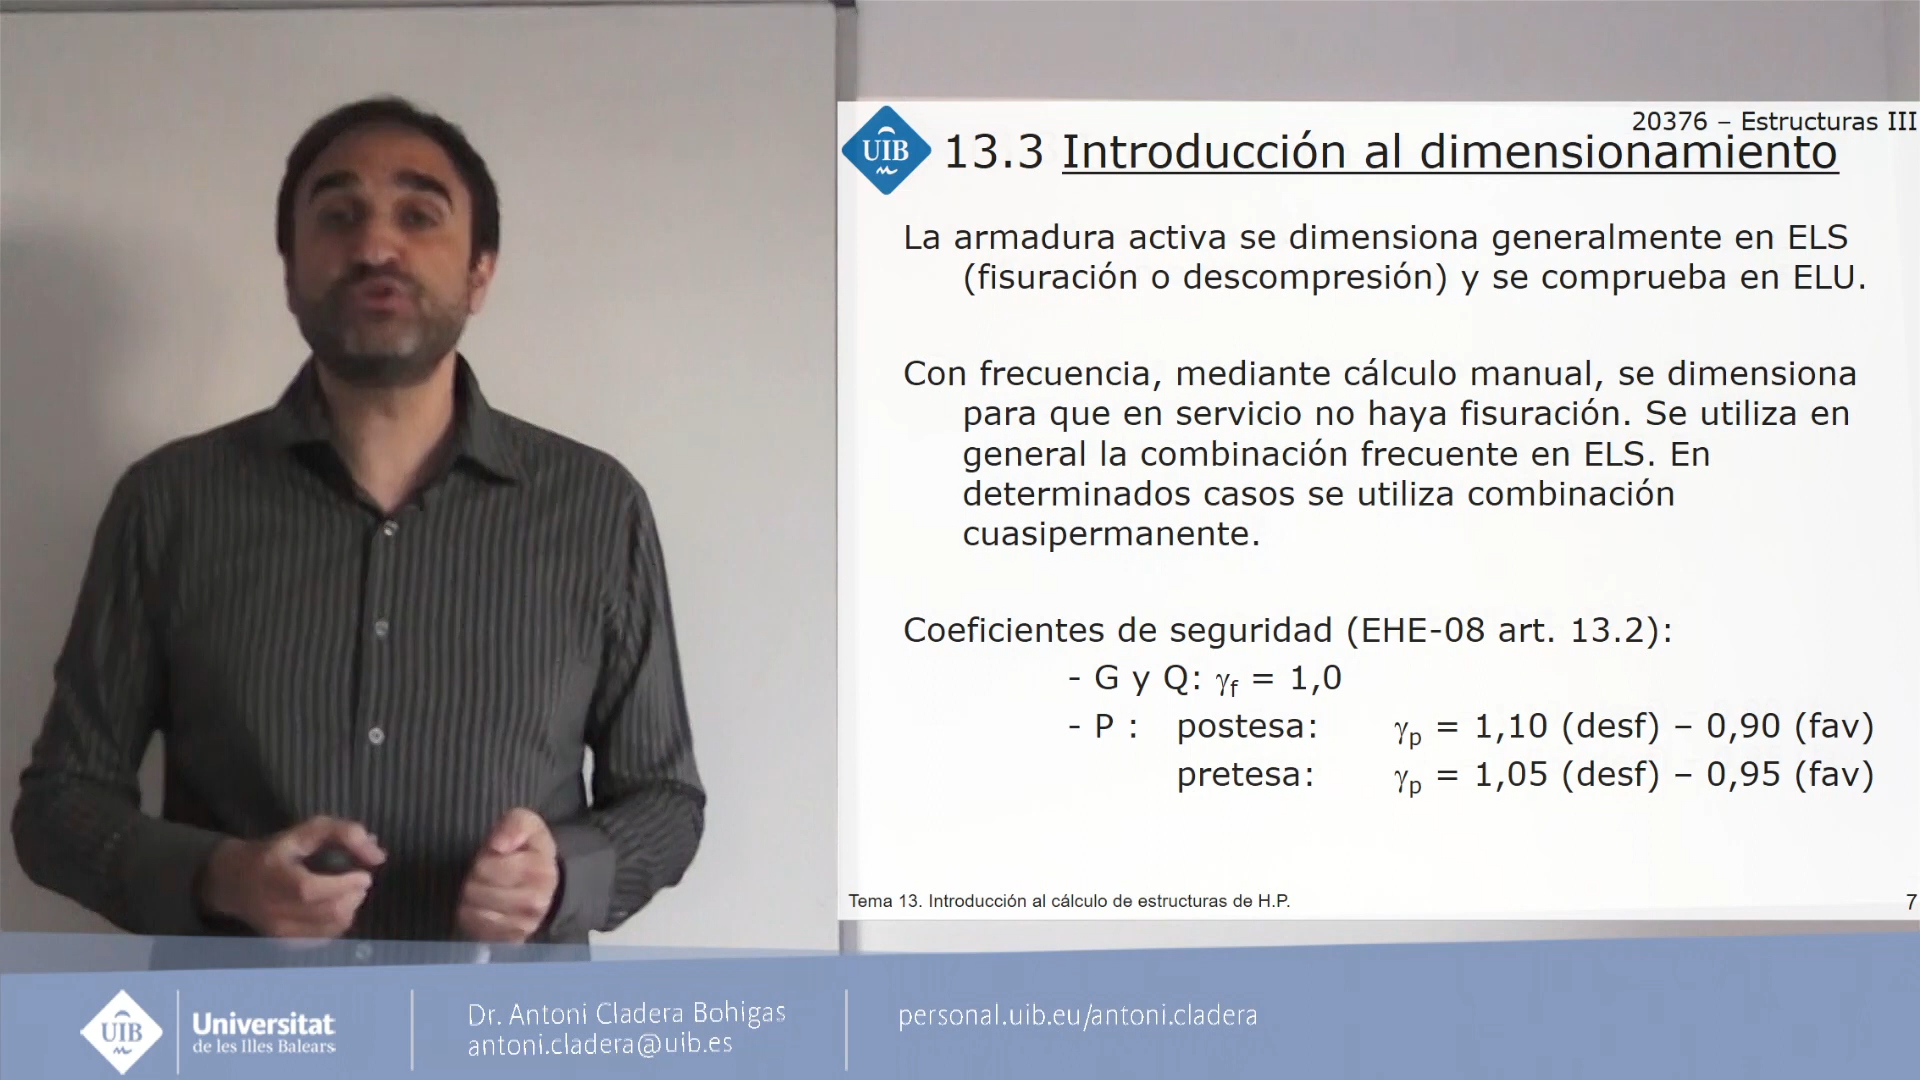 20376 – Estructuras III
UIB
13.3 Introducción al dimensionamiento
La armadura activa se dimensiona generalmente en ELS
(fisuración o descompresión) y se comprueba en ELU.
Con frecuencia, mediante cálculo manual, se dimensiona
para que en servicio no haya fisuración. Se utiliza en
general la combinación frecuente en ELS. En
determinados casos se utiliza combinación
cuasipermanente.
Coeficientes de seguridad (EHE-08 art. 13.2):
- G y Q: γf = 1,0
- P : postesa: γp = 1,10 (desf) – 0,90 (fav)
pretesa: γp = 1,05 (desf) – 0,95 (fav)
Tema 13. Introducción al cálculo de estructuras de H.P.
7
UIB
Universitat
de les Illes Balears
Dr. Antoni Cladera Bohigas
antoni.cladera@uib.es
personal.uib.eu/antoni.cladera